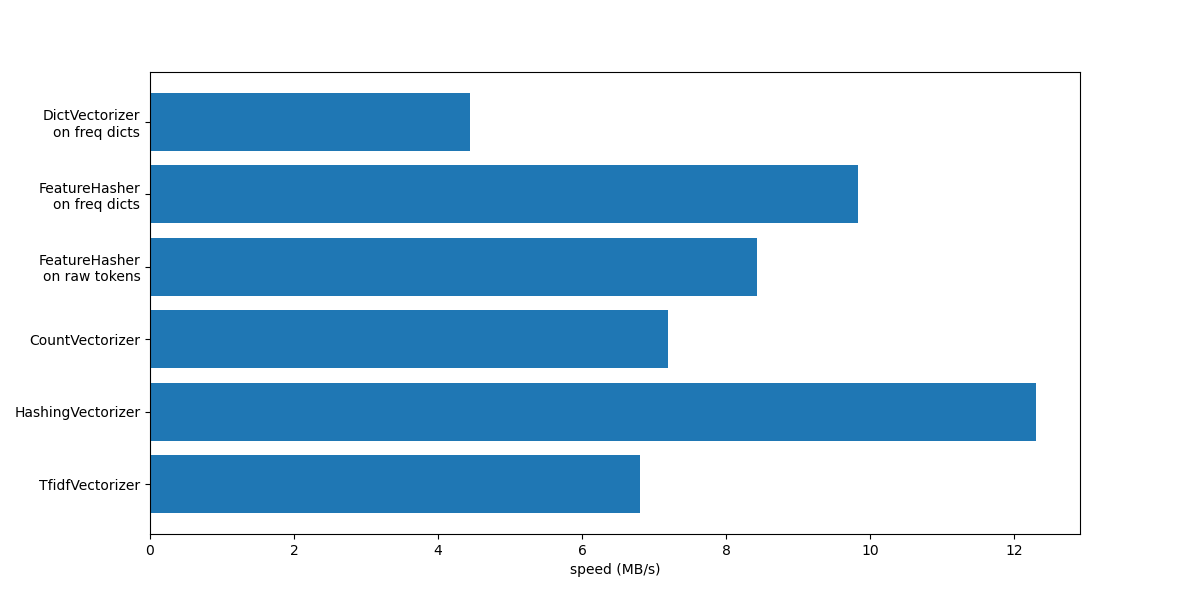 DictVectorizer
on freq dicts
FeatureHasher
on freq dicts
FeatureHasher
on raw tokens
CountVectorizer
HashingVectorizer
TfidfVectorizer
0 2 4 6 8 10 12
speed (MB/s)